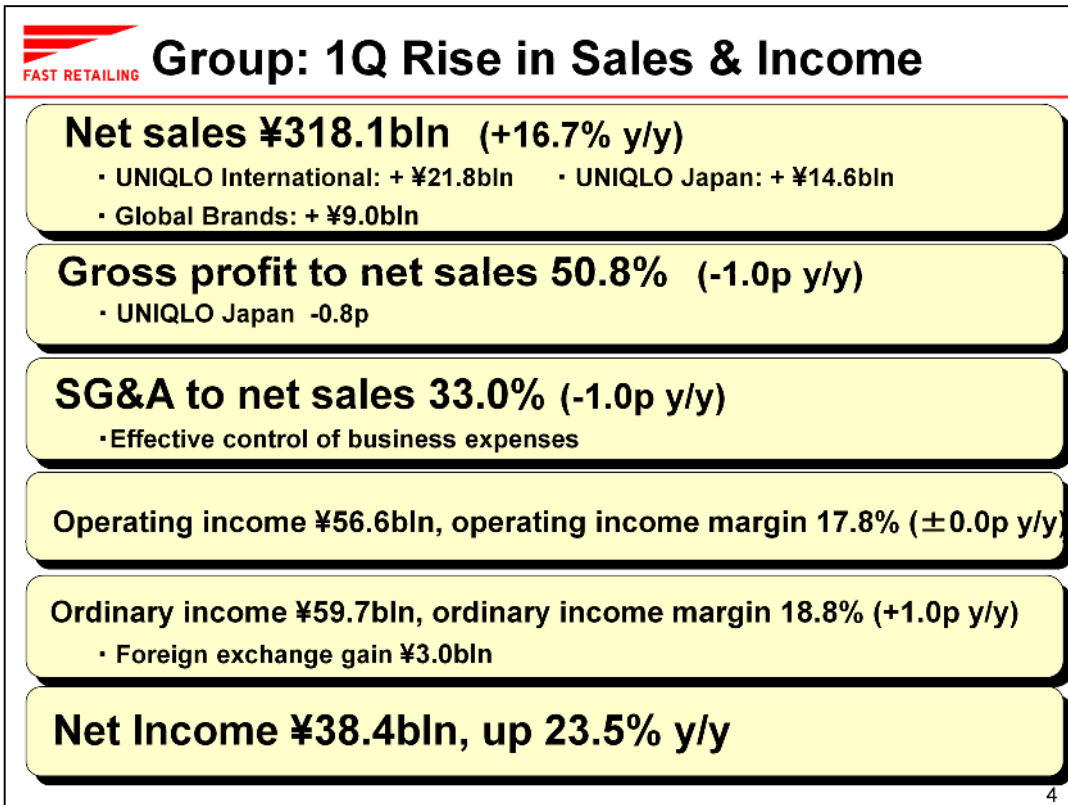 FAST RETAILING
Group: 1Q Rise in Sales & Income
Net sales ¥318.1bln (+16.7% y/y)
・UNIQLO International: + ¥21.8bln ・UNIQLO Japan: + ¥14.6bln
・Global Brands: + ¥9.0bln
Gross profit to net sales 50.8% (-1.0p y/y)
・UNIQLO Japan -0.8p
SG&A to net sales 33.0% (-1.0p y/y)
・Effective control of business expenses
Operating income ¥56.6bln, operating income margin 17.8% (±0.0p y/y)
Ordinary income ¥59.7bln, ordinary income margin 18.8% (+1.0p y/y)
・Foreign exchange gain ¥3.0bln
Net Income ¥38.4bln, up 23.5% y/y
4